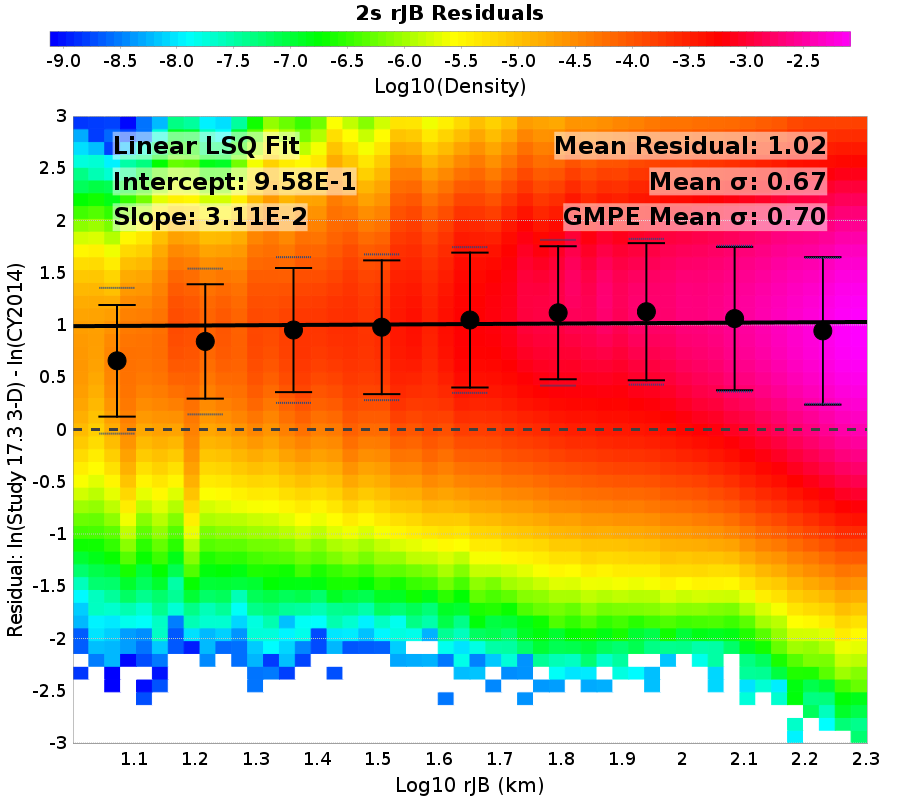 2s rJB Residuals
-9.0 -8.5 -8.0 -7.5 -7.0 -6.5 -6.0 -5.5 -5.0 -4.5 -4.0 -3.5 -3.0 -2.5
Log10(Density)
Linear LSQ Fit
Intercept: 9.58E-1
Slope: 3.11E-2
Mean Residual: 1.02
Mean σ: 0.67
GMPE Mean σ: 0.70
Residual: ln(Study 17.3 3-D) - ln(CY2014)
3
2.5
2
1.5
1
0.5
0
-0.5
-1
-1.5
-2
-2.5
-3
1.1 1.2 1.3 1.4 1.5 1.6 1.7 1.8 1.9 2 2.1 2.2 2.3
Log10 rJB (km)